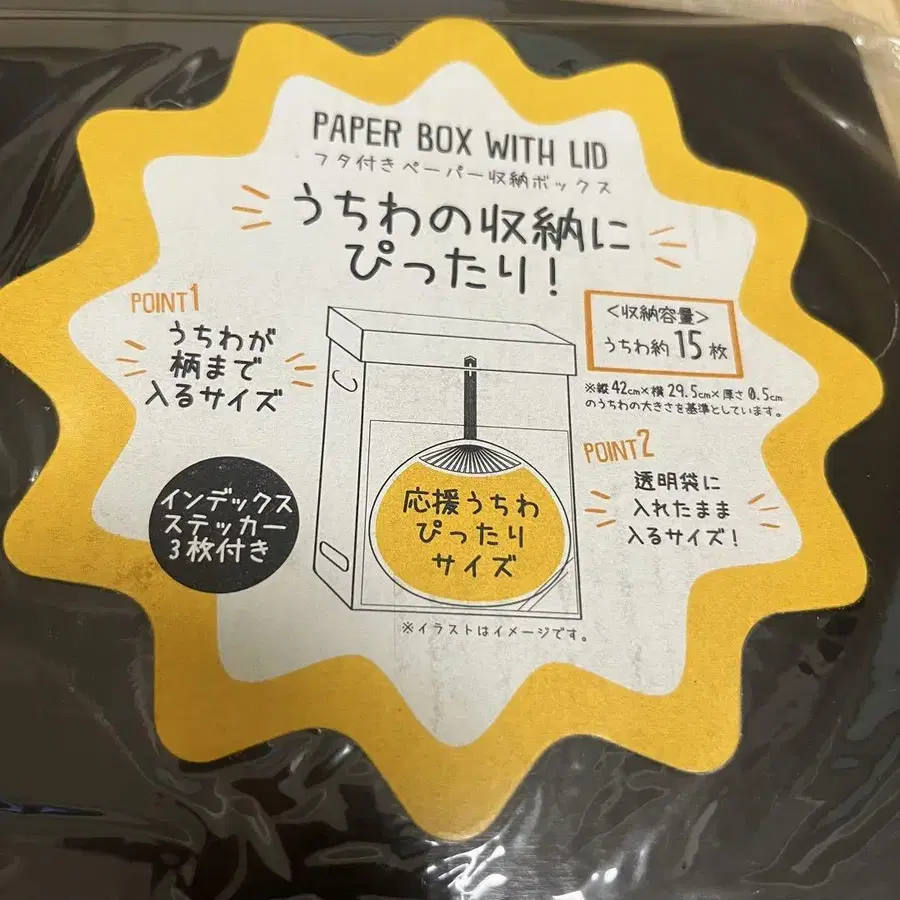 PAPER BOX WITH LID
フタ付きペーパー収納ボックス
うちわの収納に
ぴったり!
POINT1
うちわが
柄まで
入るサイズ
<収納容量>
うちわ約15枚
※縦42cm×横29.5cm×厚さ0.5cm
のうちわの大きさを基準としています。
POINT2
透明袋に
入れたまま
入るサイズ!
インデックス
ステッカー
3枚付き
応援うちわ
ぴったり
サイズ
※イラストはイメージです。